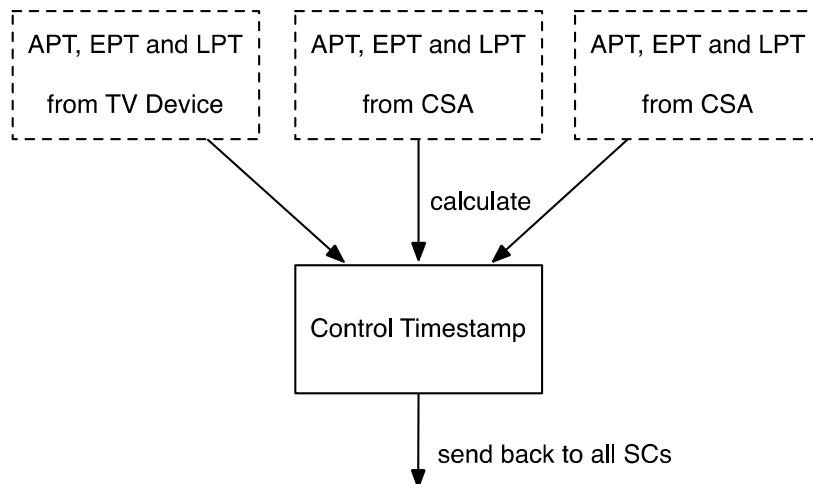 APT, EPT and LPT
from TV Device
APT, EPT and LPT
from CSA
APT, EPT and LPT
from CSA
calculate
Control Timestamp
send back to all SCs